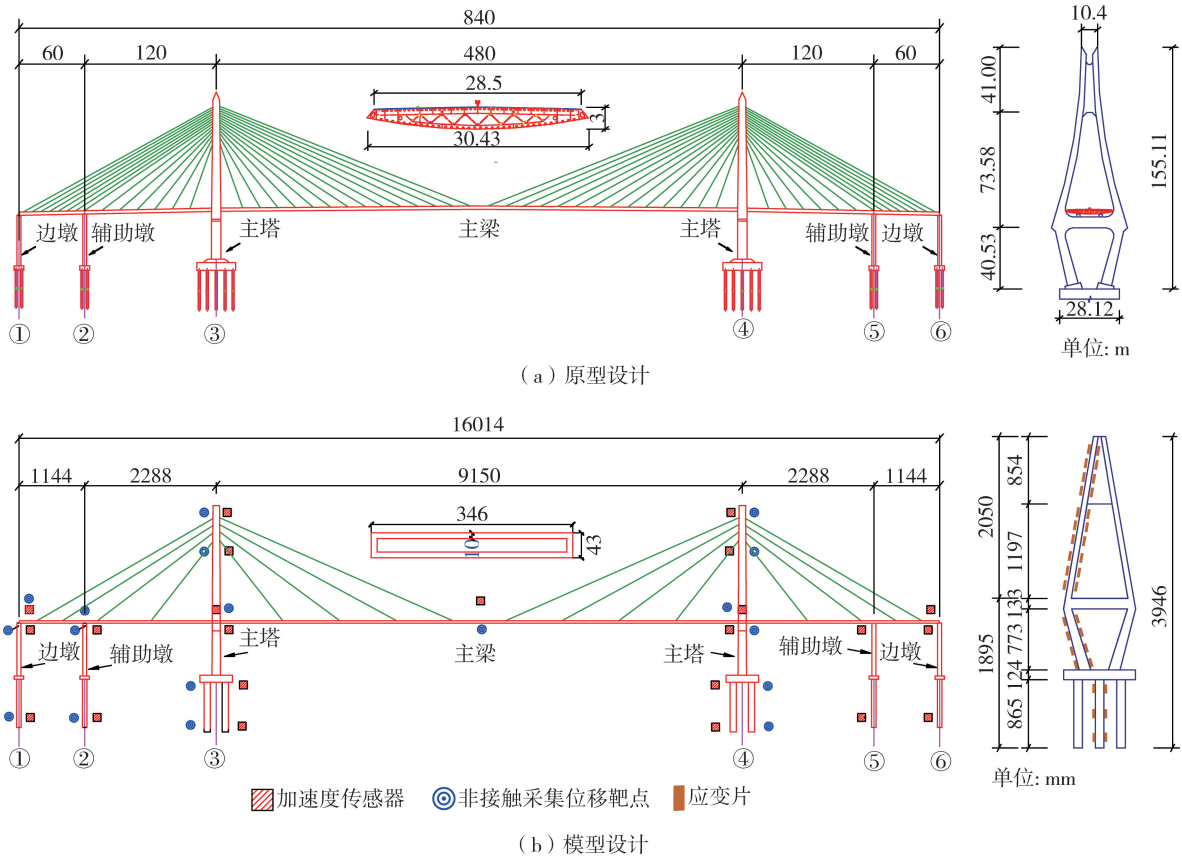 840
60 120 480 120 60
28.5
3
30.43
边墩 辅助墩 主塔 主梁 主塔 辅助墩 边墩
① ② ③ ④ ⑤ ⑥
10.4
41.00
73.58
40.53
155.11
28.12
单位: m
（a）原型设计
16014
1144 2288 9150 2288 1144
346
10
43
边墩 辅助墩 主塔 主梁 主塔 辅助墩 边墩
① ② ③ ④ ⑤ ⑥
2050
1895
854
1197
133
773
124
865
3946
单位: mm
加速度传感器 非接触采集位移靶点 应变片
（b）模型设计